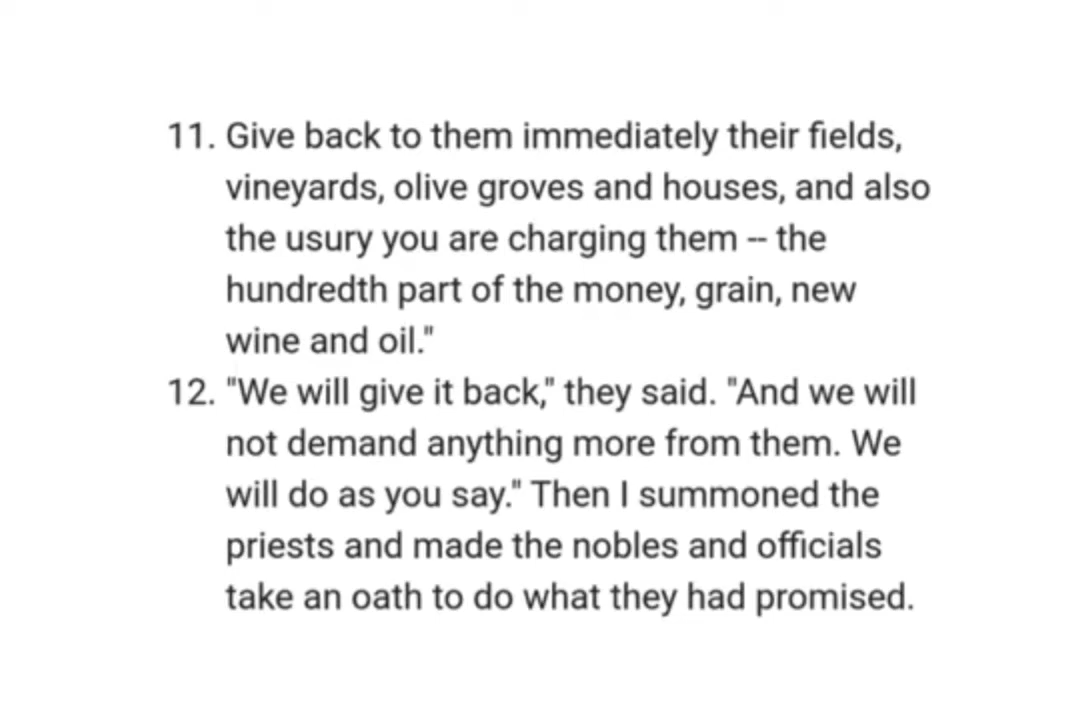 11. Give back to them immediately their fields,
vineyards, olive groves and houses, and also
the usury you are charging them -- the
hundredth part of the money, grain, new
wine and oil."
12. "We will give it back," they said. "And we will
not demand anything more from them. We
will do as you say." Then I summoned the
priests and made the nobles and officials
take an oath to do what they had promised.